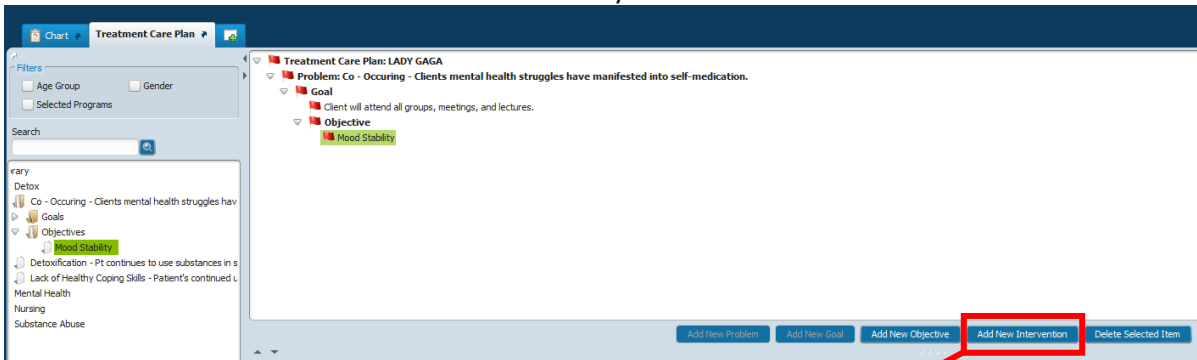 Chart
Treatment Care Plan
Filters
Age Group
Gender
Selected Programs
Search
rary
Detox
Co - Occuring - Clients mental health struggles hav
Goals
Objectives
Mood Stability
Detoxification - Pt continues to use substances in s
Lack of Healthy Coping Skills - Patient's continued u
Mental Health
Nursing
Substance Abuse
Treatment Care Plan: LADY GAGA
Problem: Co - Occuring - Clients mental health struggles have manifested into self-medication.
Goal
Client will attend all groups, meetings, and lectures.
Objective
Mood Stability
Add New Problem
Add New Goal
Add New Objective
Add New Intervention
Delete Selected Item